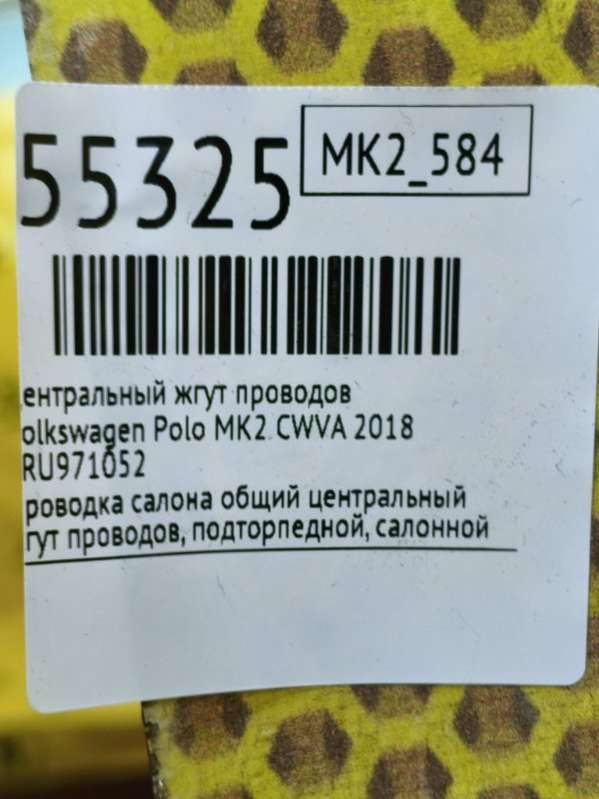 55325
MK2_584
ентральный жгут проводов
olkswagen Polo MK2 CWVA 2018
RU971052
роводка салона общий центральный
гут проводов, подторпедной, салонной